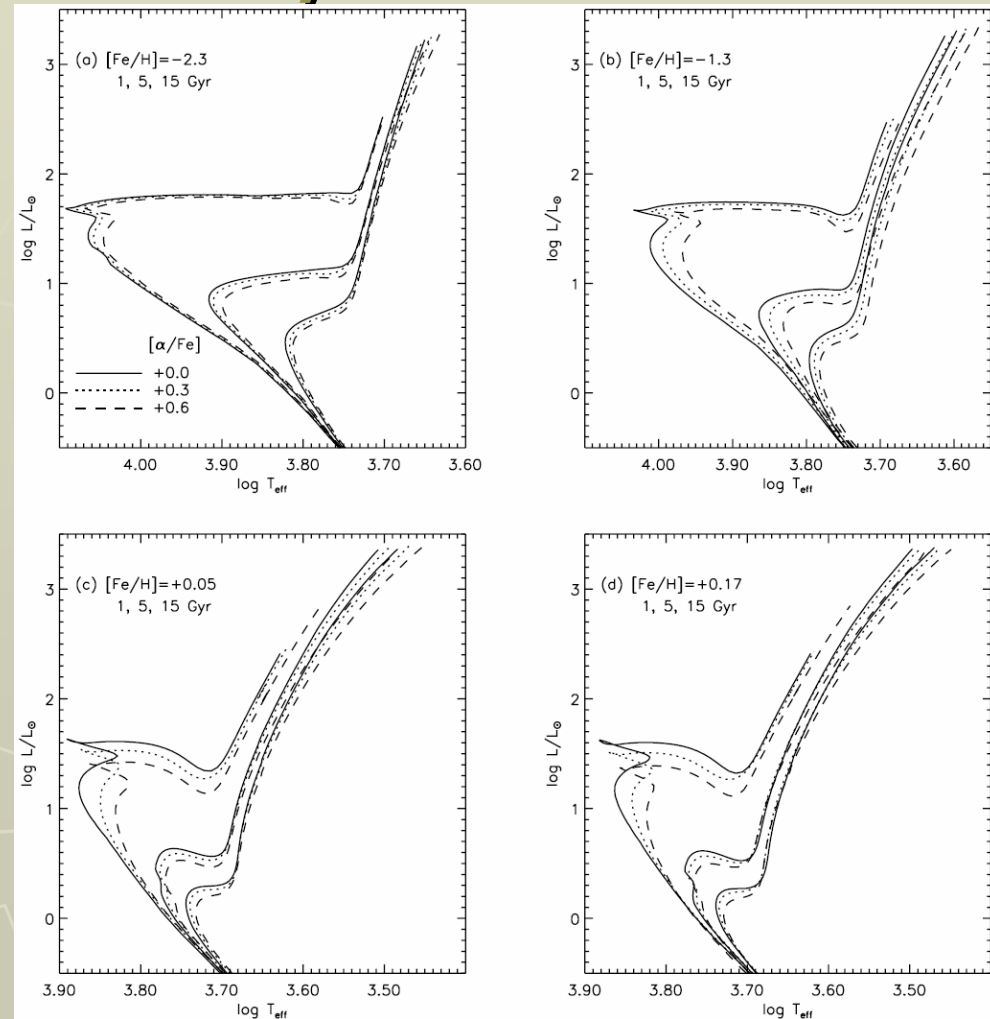 (a) [Fe/H]=−2.3
1, 5, 15 Gyr
[α/Fe]
+0.0
+0.3
+0.6
3
2
1
0
log L/L⊙
4.00 3.90 3.80 3.70 3.60
log Teff
(b) [Fe/H]=−1.3
1, 5, 15 Gyr
3
2
1
0
log L/L⊙
4.00 3.90 3.80 3.70 3.60
log Teff
(c) [Fe/H]=+0.05
1, 5, 15 Gyr
3
2
1
0
log L/L⊙
3.90 3.80 3.70 3.60 3.50
log Teff
(d) [Fe/H]=+0.17
1, 5, 15 Gyr
3
2
1
0
log L/L⊙
3.90 3.80 3.70 3.60 3.50
log Teff